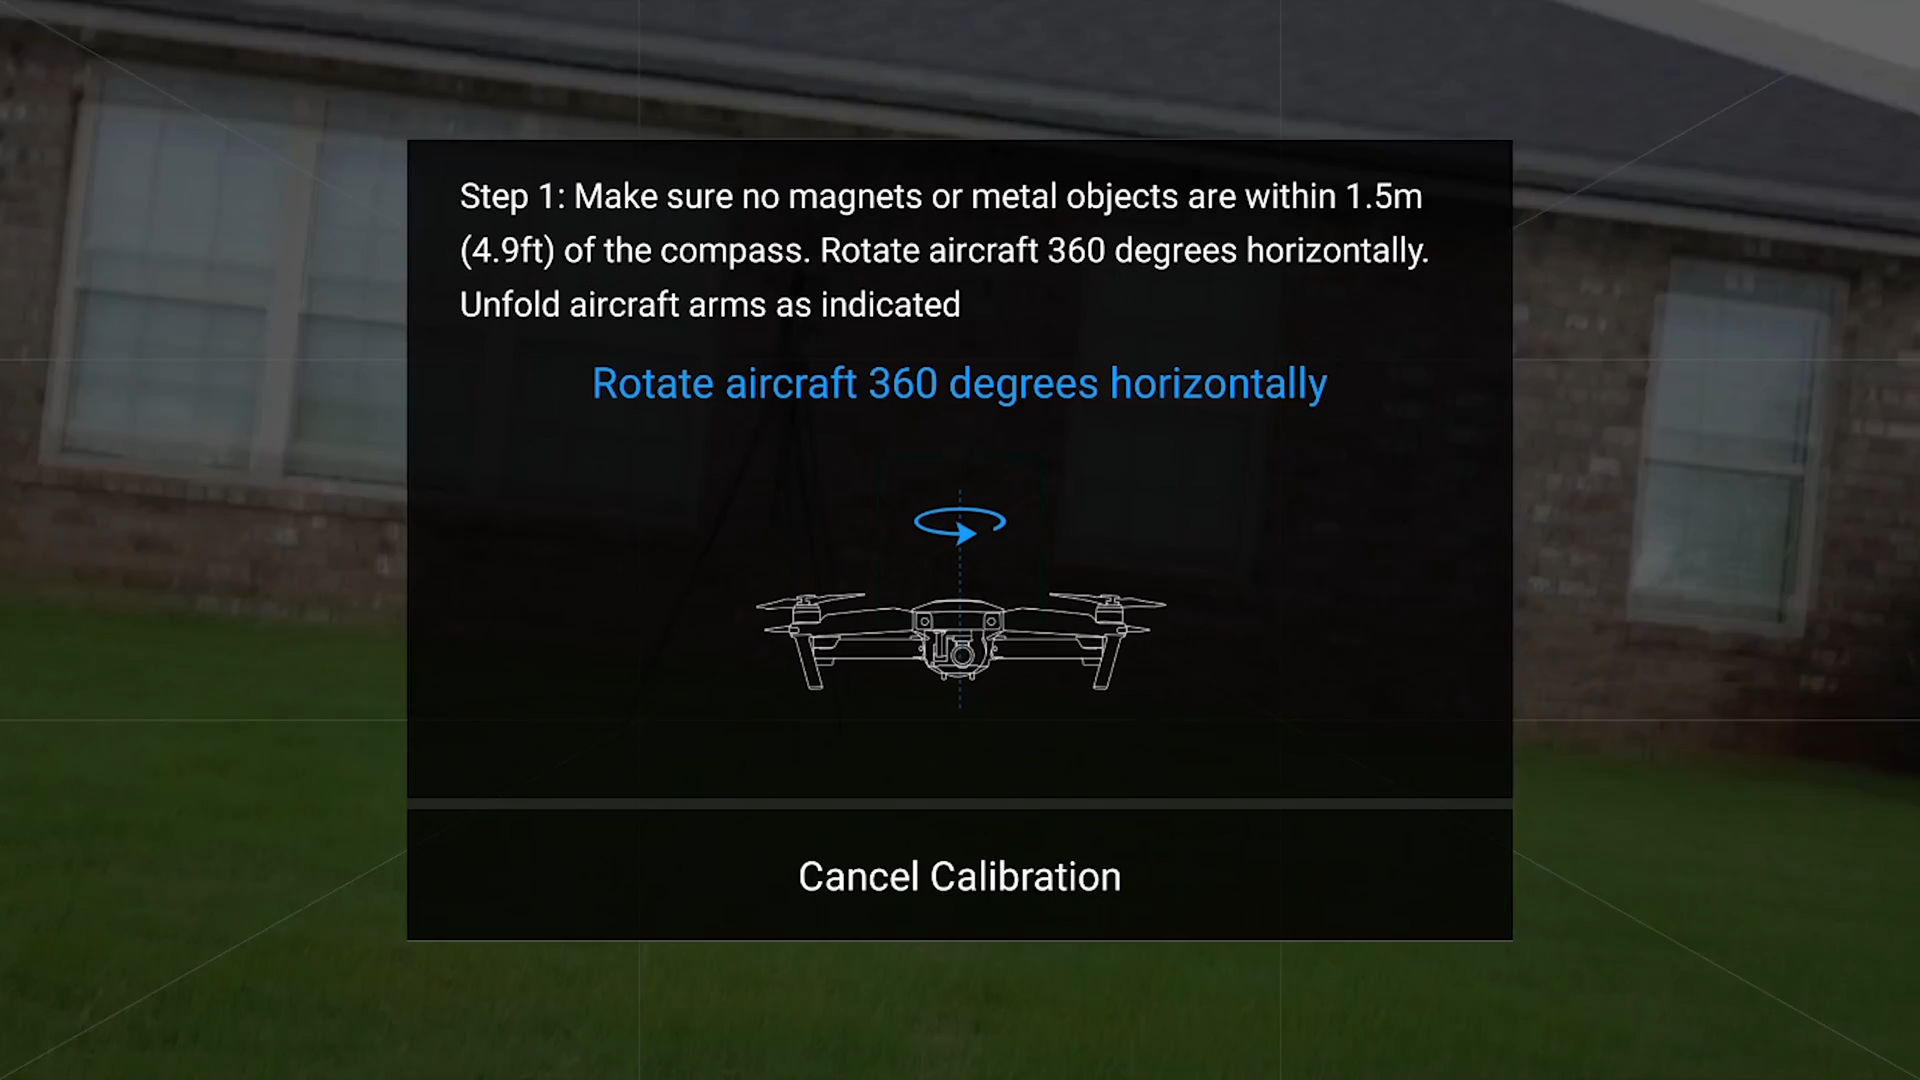 Step 1: Make sure no magnets or metal objects are within 1.5m
(4.9ft) of the compass. Rotate aircraft 360 degrees horizontally.
Unfold aircraft arms as indicated
Rotate aircraft 360 degrees horizontally
Cancel Calibration